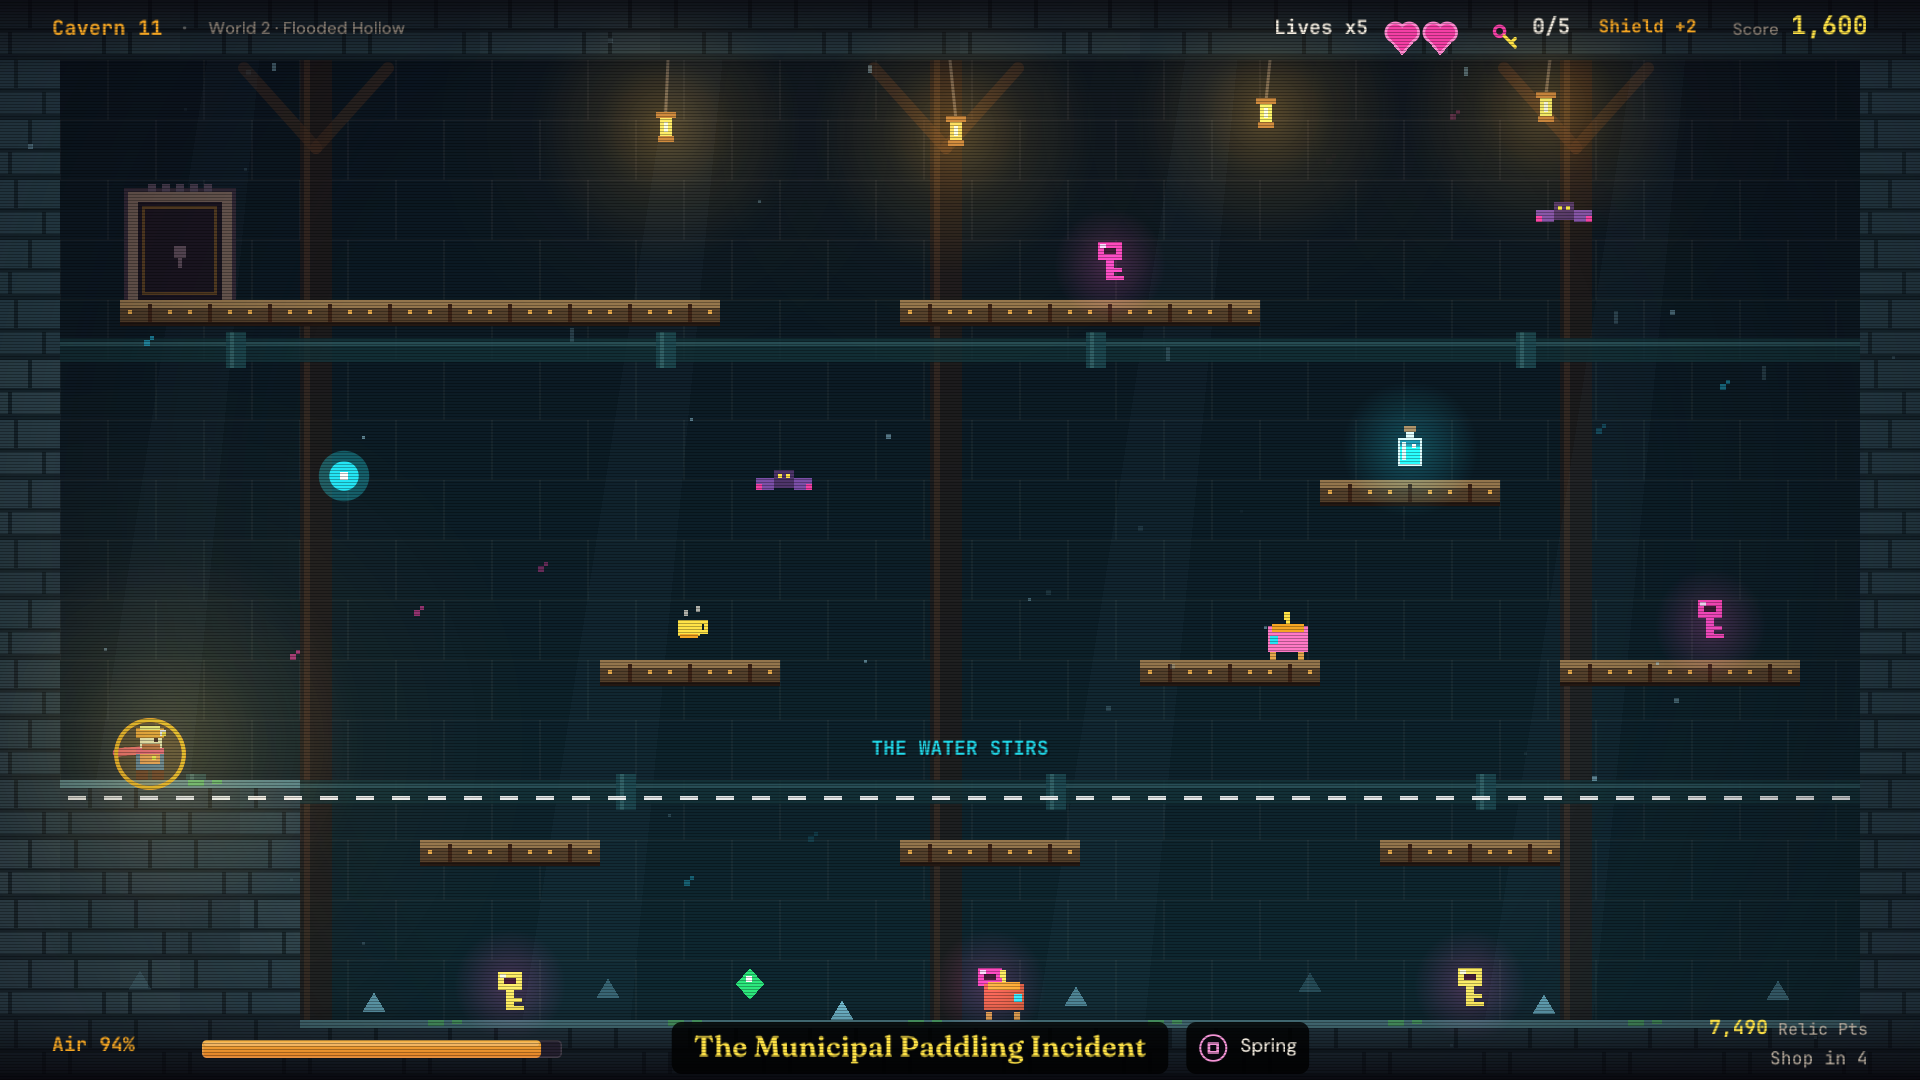 Cavern 11 · World 2 · Flooded Hollow
Lives x5
0/5
Shield +2
Score 1,600
THE WATER STIRS
Air 94%
The Municipal Paddling Incident
Spring
7,490 Relic Pts
Shop in 4